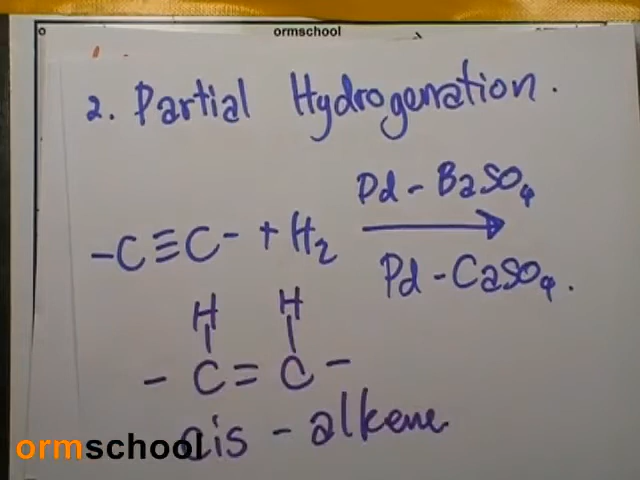 ormschool
2. Partial Hydrogenation.
Pd - BaSO4
-C≡C- + H2
Pd - CaSO4.
H H
- C = C -
cis - alkene
ormschool